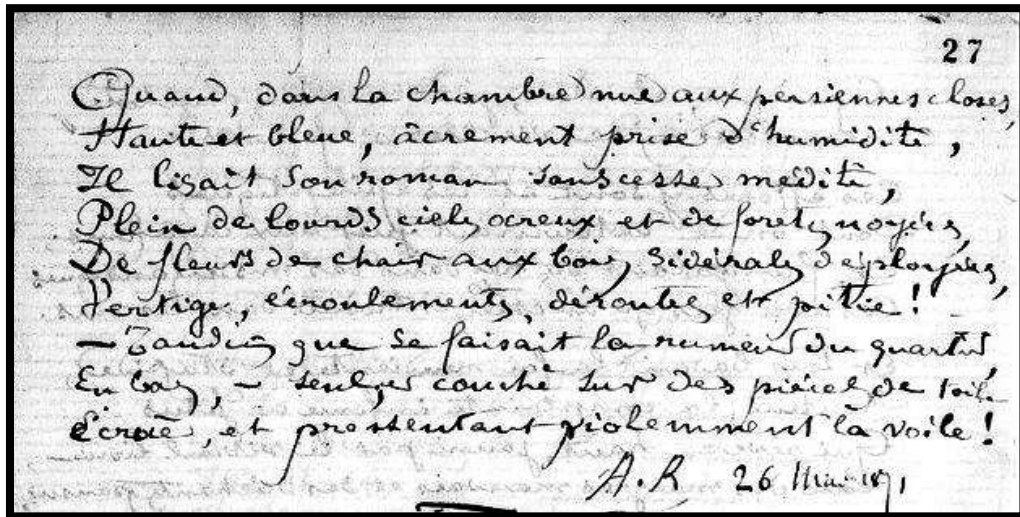 27
Quand, dans la chambre nue aux persiennes closes,
Haute et bleue, âcrement prise d'humidité,
Il lisait son roman sans cesse médité,
Plein de lourds ciels ocreux et de forets noyées,
De fleurs de chair aux bois sidérals déployées,
Vertige, écroulements, déroutes et pitié !
— Tandis que se faisait la rumeur du quartier,
En bas, — seul, et couché sur des pièces de toile
Écrue, et pressentant violemment la voile !
A. R 26 Mai 1871